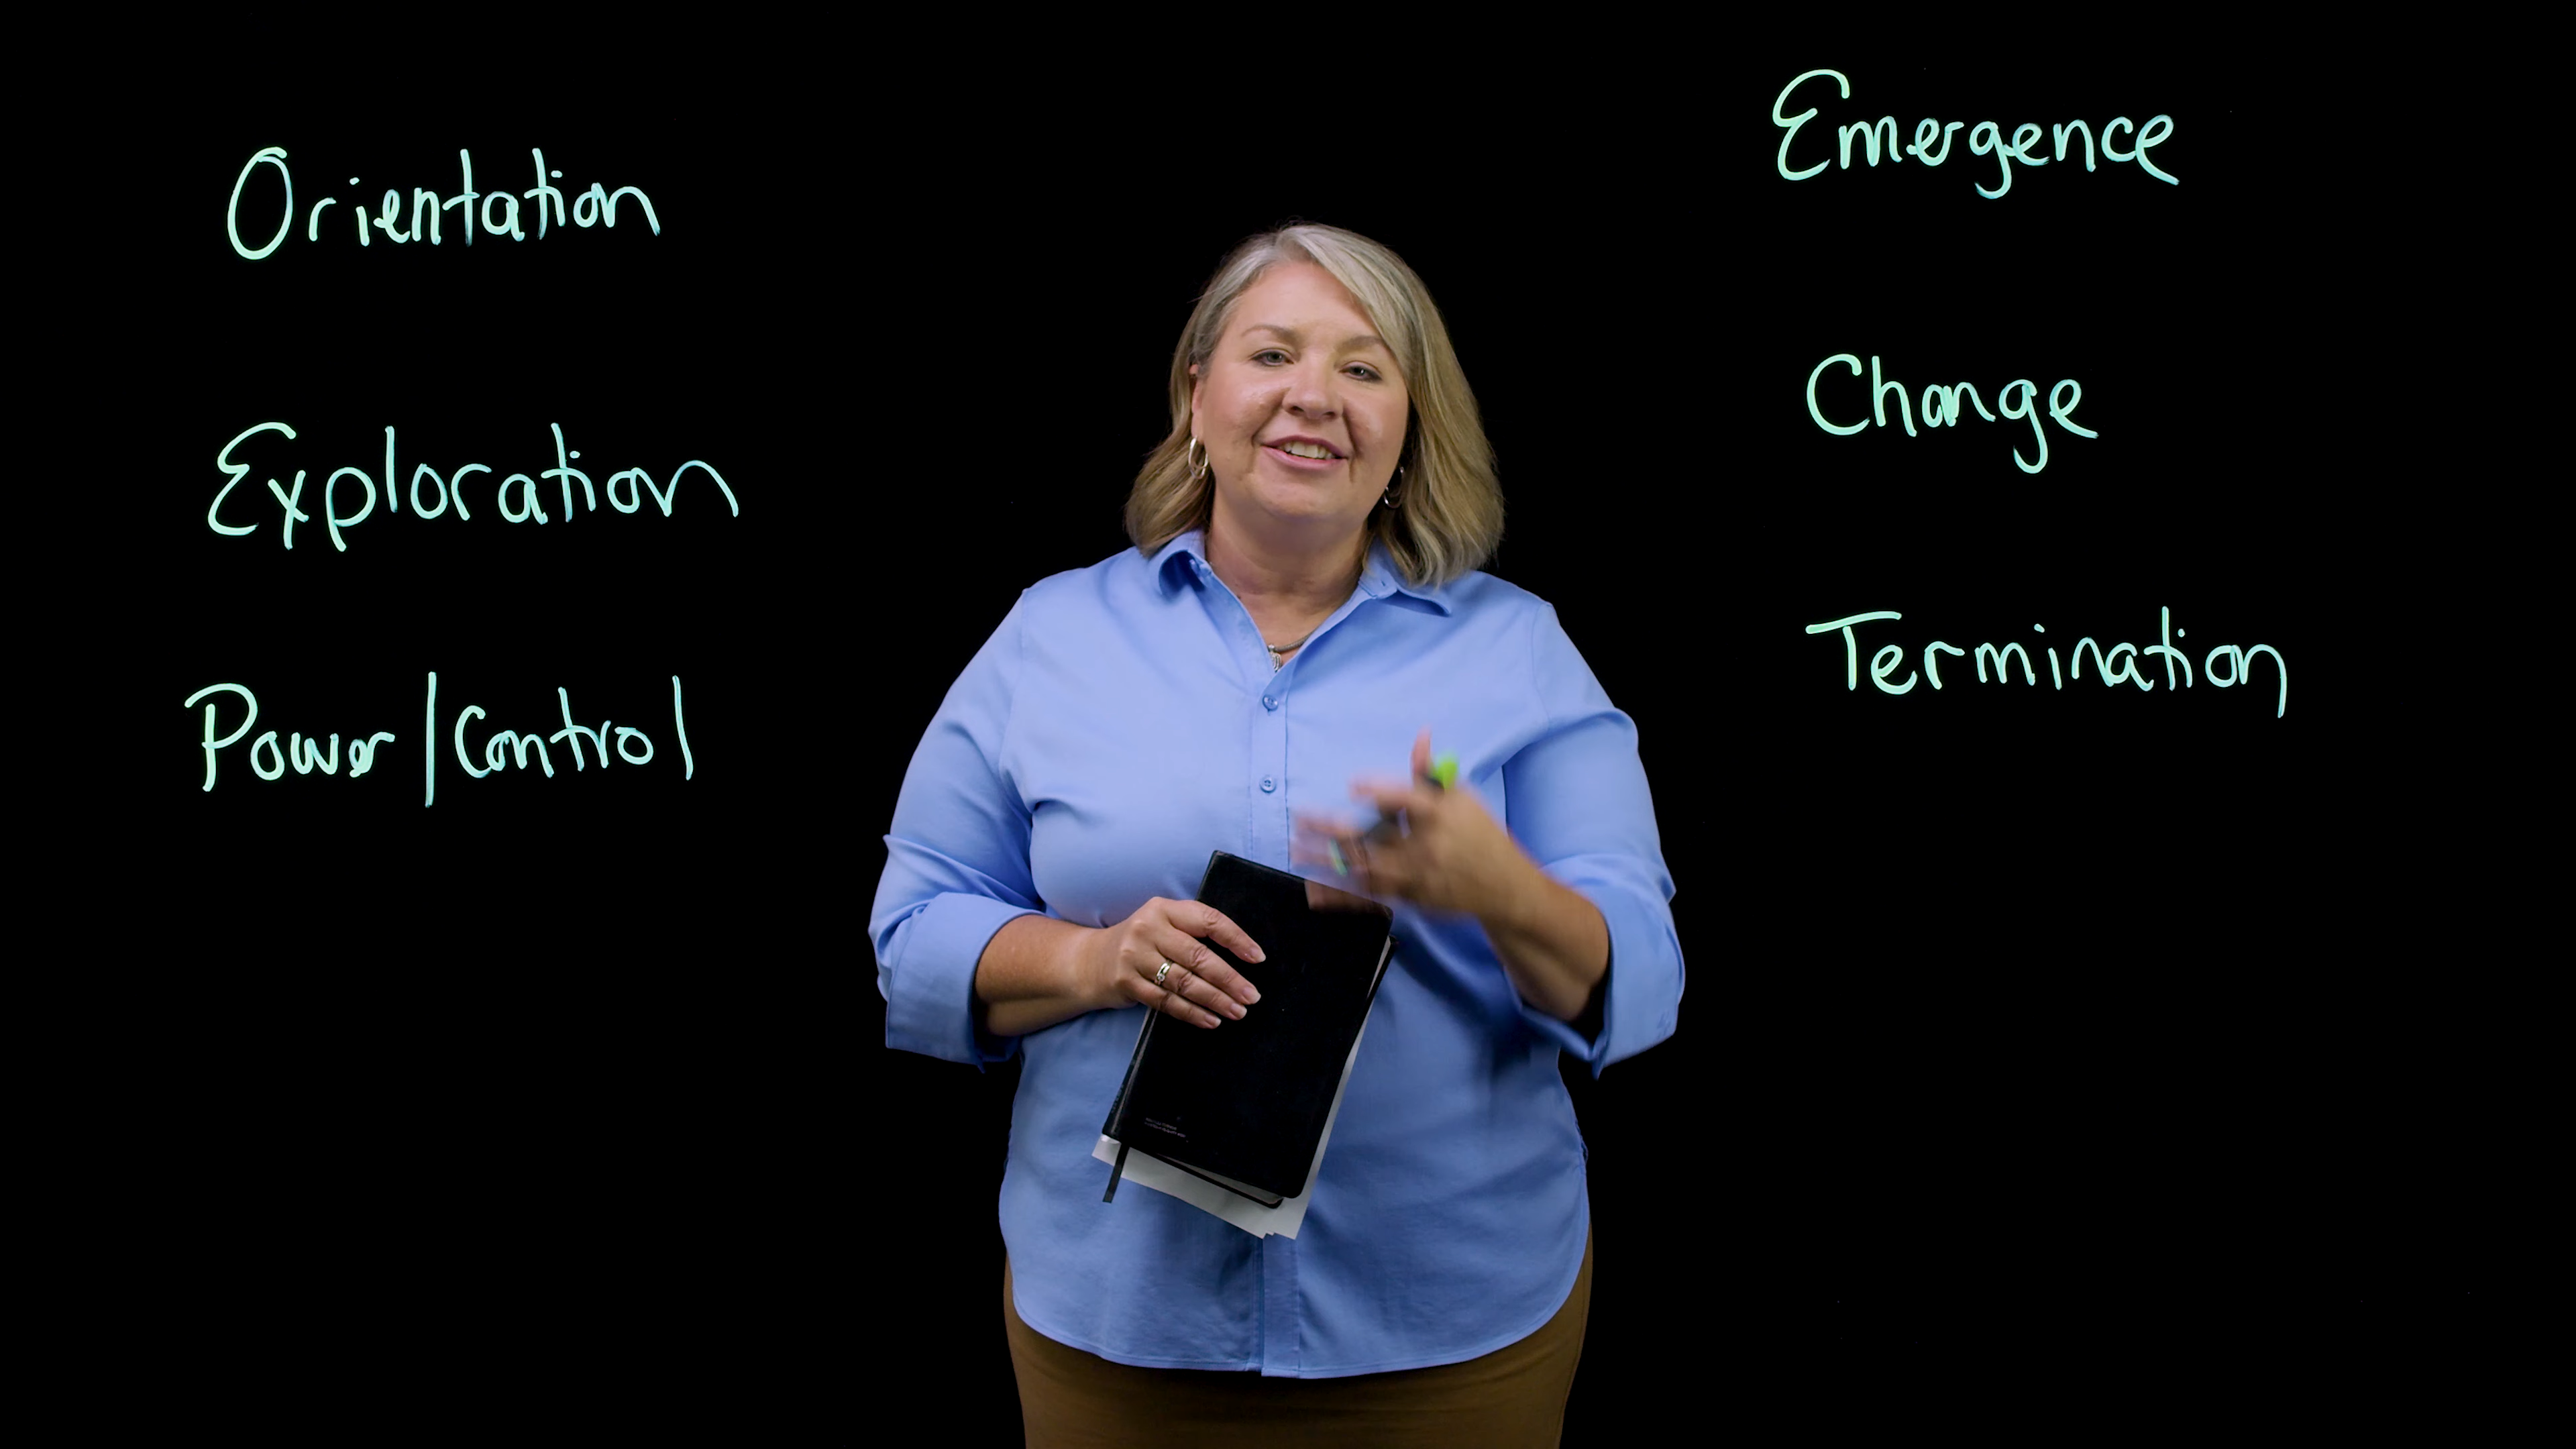 Orientation
Exploration
Power/Control
Emergence
Change
Termination